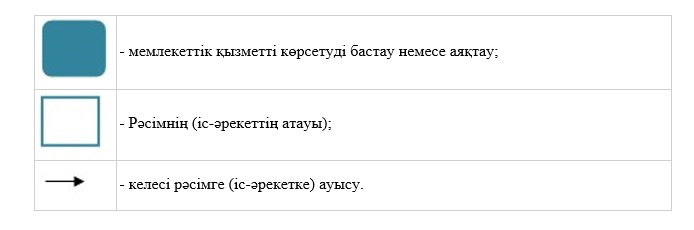 - мемлекеттік қызметті көрсетуді бастау немесе аяқтау;
- Рәсімнің (іс-әрекеттің атауы);
- келесі рәсімге (іс-әрекетке) ауысу.